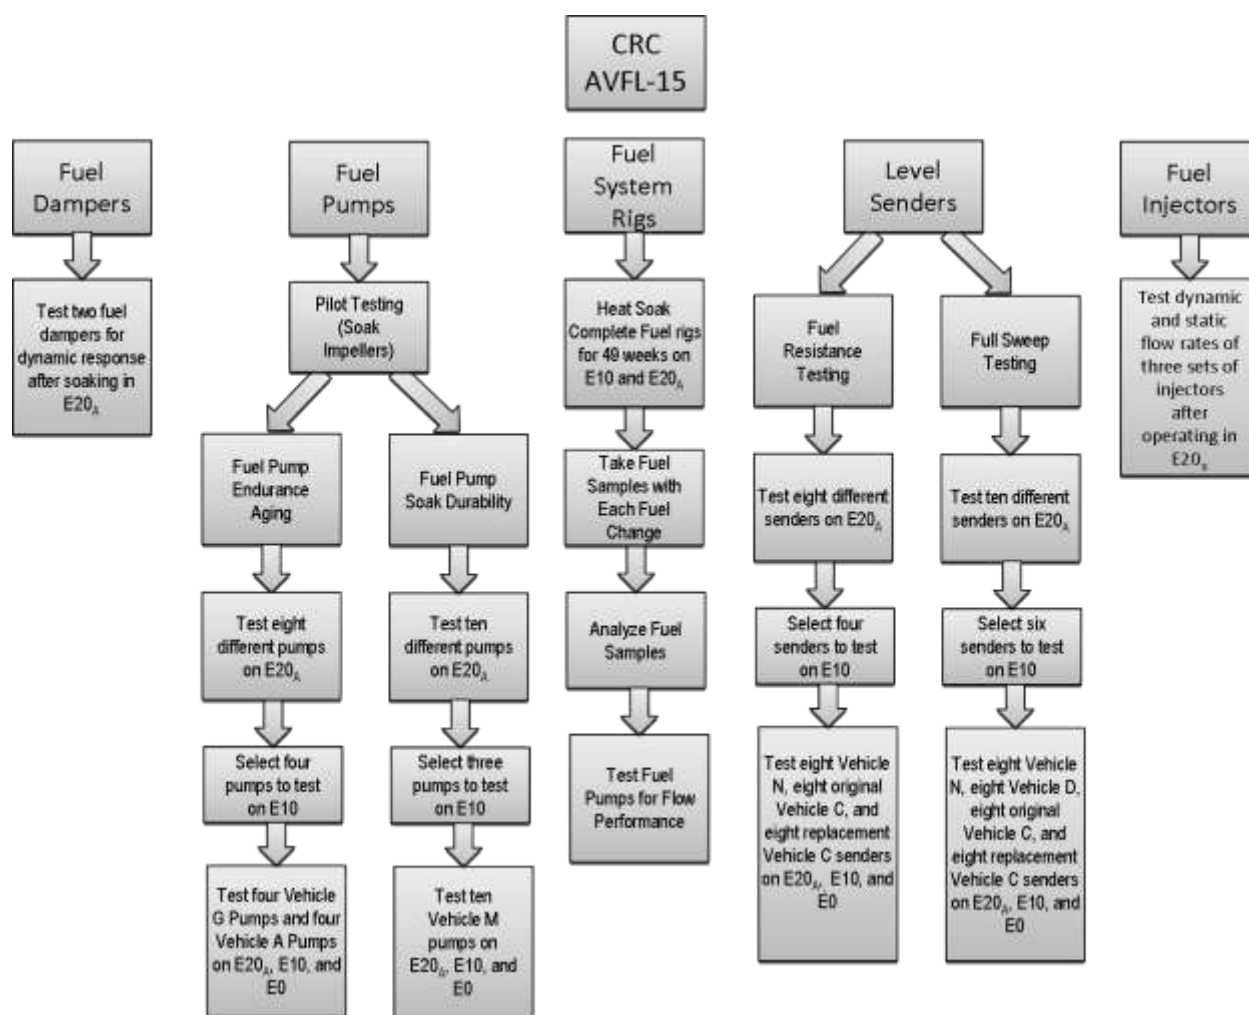 CRC
AVFL-15
Fuel
Dampers
Fuel
Pumps
Fuel
System
Rigs
Level
Senders
Fuel
Injectors
Test two fuel
dampers for
dynamic response
after soaking in
E20A
Pilot Testing
(Soak
Impellers)
Heat Soak
Complete Fuel rigs
for 49 weeks on
E10 and E20A
Fuel
Resistance
Testing
Full Sweep
Testing
Test dynamic
and static
flow rates of
three sets of
injectors
after
operating in
E20a
Fuel Pump
Endurance
Aging
Fuel Pump
Soak Durability
Take Fuel
Samples with
Each Fuel
Change
Test eight different
senders on E20A
Test ten different
senders on E20A
Test eight
different pumps
on E20A
Test ten
different pumps
on E20A
Analyze Fuel
Samples
Select four
senders to test
on E10
Select six
senders to test
on E10
Select four
pumps to test
on E10
Select three
pumps to test
on E10
Test Fuel
Pumps for Flow
Performance
Test eight Vehicle
N, eight original
Vehicle C, and
eight replacement
Vehicle C senders
on E20A, E10, and
E0
Test eight Vehicle
N, eight Vehicle D,
eight original
Vehicle C, and
eight replacement
Vehicle C senders
on E20A, E10, and
E0
Test four Vehicle
G Pumps and four
Vehicle A Pumps
on E20A, E10, and
E0
Test ten
Vehicle M
pumps on
E20A, E10, and
E0